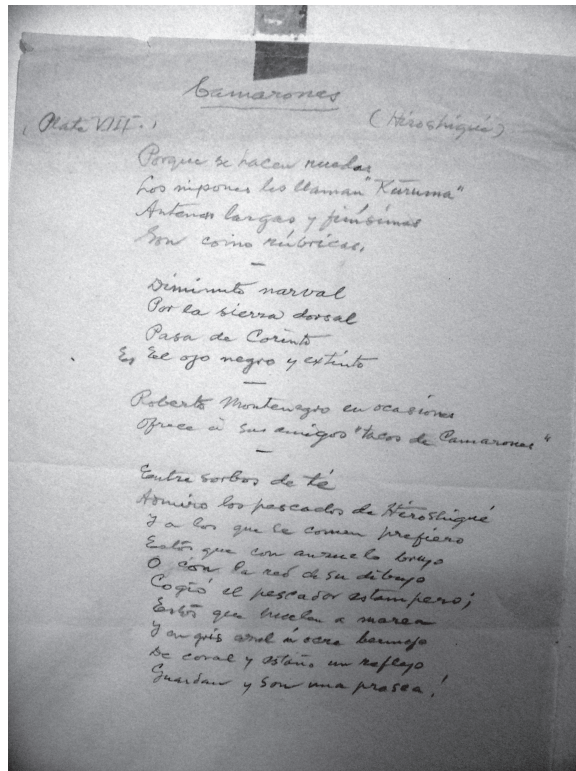 Camarones
(Plate VIII.)
(Hiroshigué)
Porque se hacen ruedas
Los nipones les llaman "Kuruma"
Antenas largas y finísimas
Son como rúbricas.
Diminuto narval
Por la sierra dorsal
Pasa de Corinto
Es El ojo negro y extinto
Roberto Montenegro en ocasiones
Ofrece á sus amigos "tacos de Camarones"
Entre sorbos de té
Admiro los pescados de Hiroshigué
Y a los que se comen prefiero
Estos que con anzuelo brujo
O con la red de su dibujo
Cogió el pescador estampero;
Estos que huelen a marea
Y en gris azul ú ocre bermejo
De coral y estaño un reflejo
Guardan y son una presea!